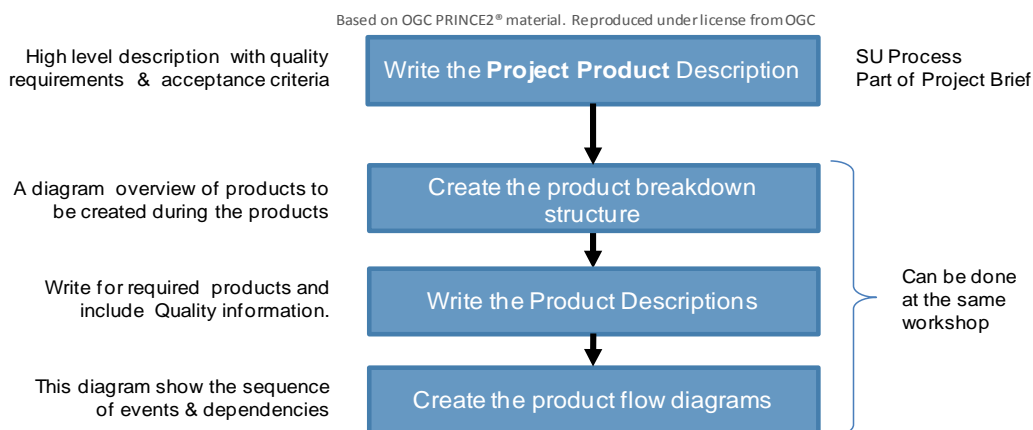 Based on OGC PRINCE2® material. Reproduced under license from OGC
High level description with quality
requirements & acceptance criteria
Write the Project Product Description
SU Process
Part of Project Brief
A diagram overview of products to
be created during the products
Create the product breakdown
structure
Write for required products and
include Quality information.
Write the Product Descriptions
Can be done
at the same
workshop
This diagram show the sequence
of events & dependencies
Create the product flow diagrams